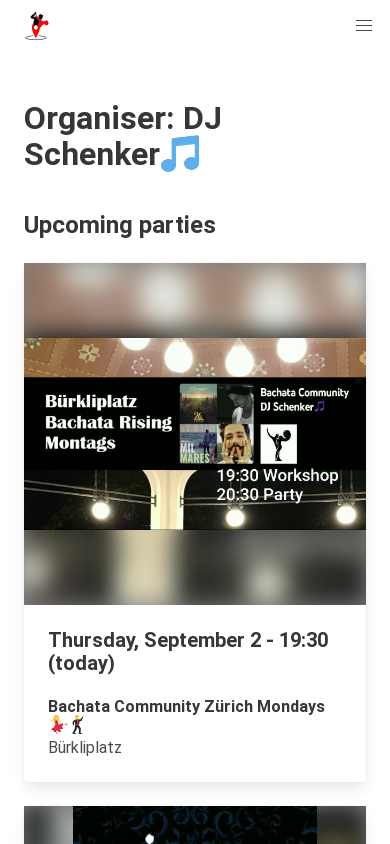 Organiser: DJ
Schenker🎵
Upcoming parties
Bürkliplatz
Bachata Rising
Montags
MIL
MARES
Bachata Community
DJ Schenker🎵
19:30 Workshop
20:30 Party
Thursday, September 2 - 19:30
(today)
Bachata Community Zürich Mondays
💃🕺
Bürkliplatz